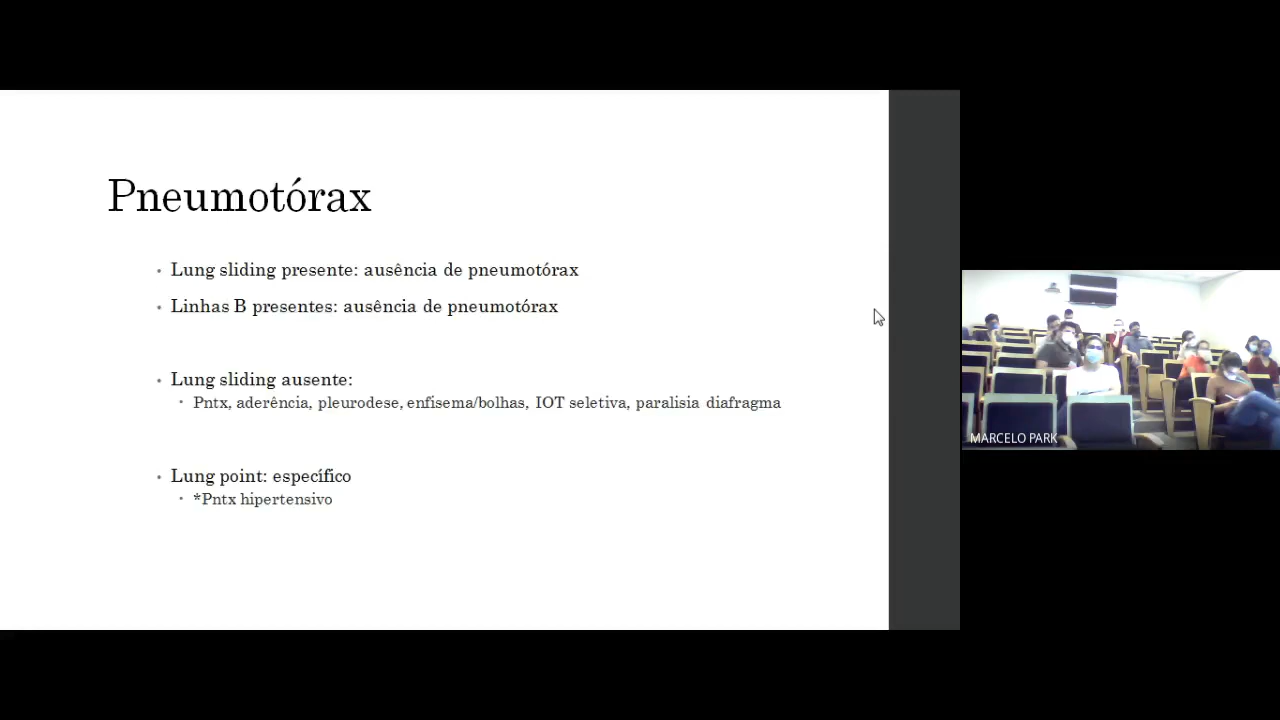 Pneumotórax
• Lung sliding presente: ausência de pneumotórax
• Linhas B presentes: ausência de pneumotórax
• Lung sliding ausente:
• Pntx, aderência, pleurodese, enfisema/bolhas, IOT seletiva, paralisia diafragma
• Lung point: específico
• *Pntx hipertensivo
MARCELO PARK